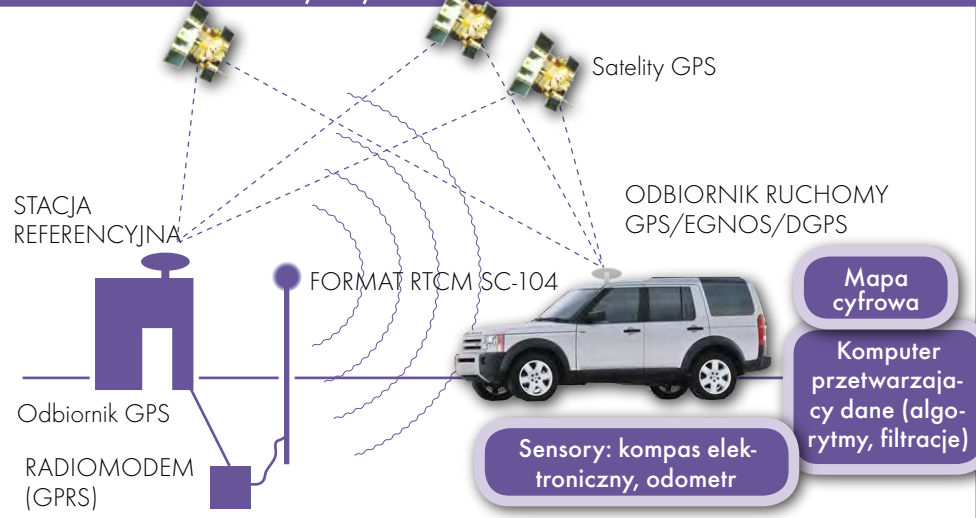 Satelity GPS
STACJA
REFERENCYJNA
ODBIORNIK RUCHOMY
GPS/EGNOS/DGPS
FORMAT RTCM SC-104
Mapa
cyfrowa
Komputer
przetwarzają-
cy dane (algo-
rytmy, filtracje)
Odbiornik GPS
Sensory: kompas elek-
troniczny, odometr
RADIOMODEM
(GPRS)